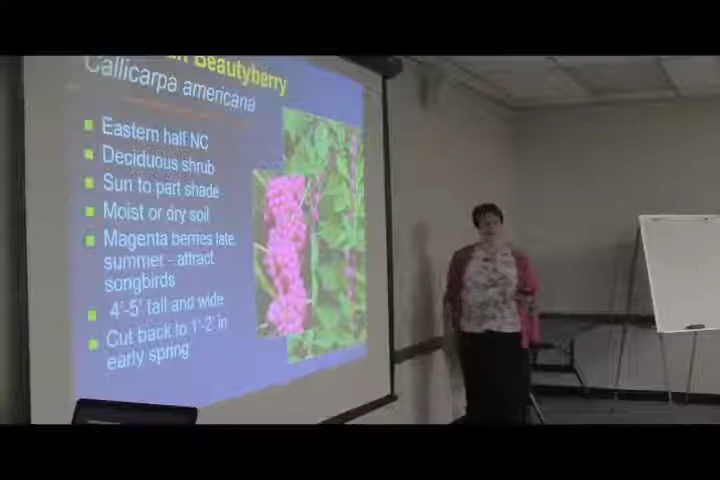 Beautyberry
Callicarpa americana
Eastern half NC
Deciduous shrub
Sun to part shade
Moist or dry soil
Magenta berries late
summer - attract
songbirds
4'-5' tall and wide
Cut back to 1'-2' in
early spring